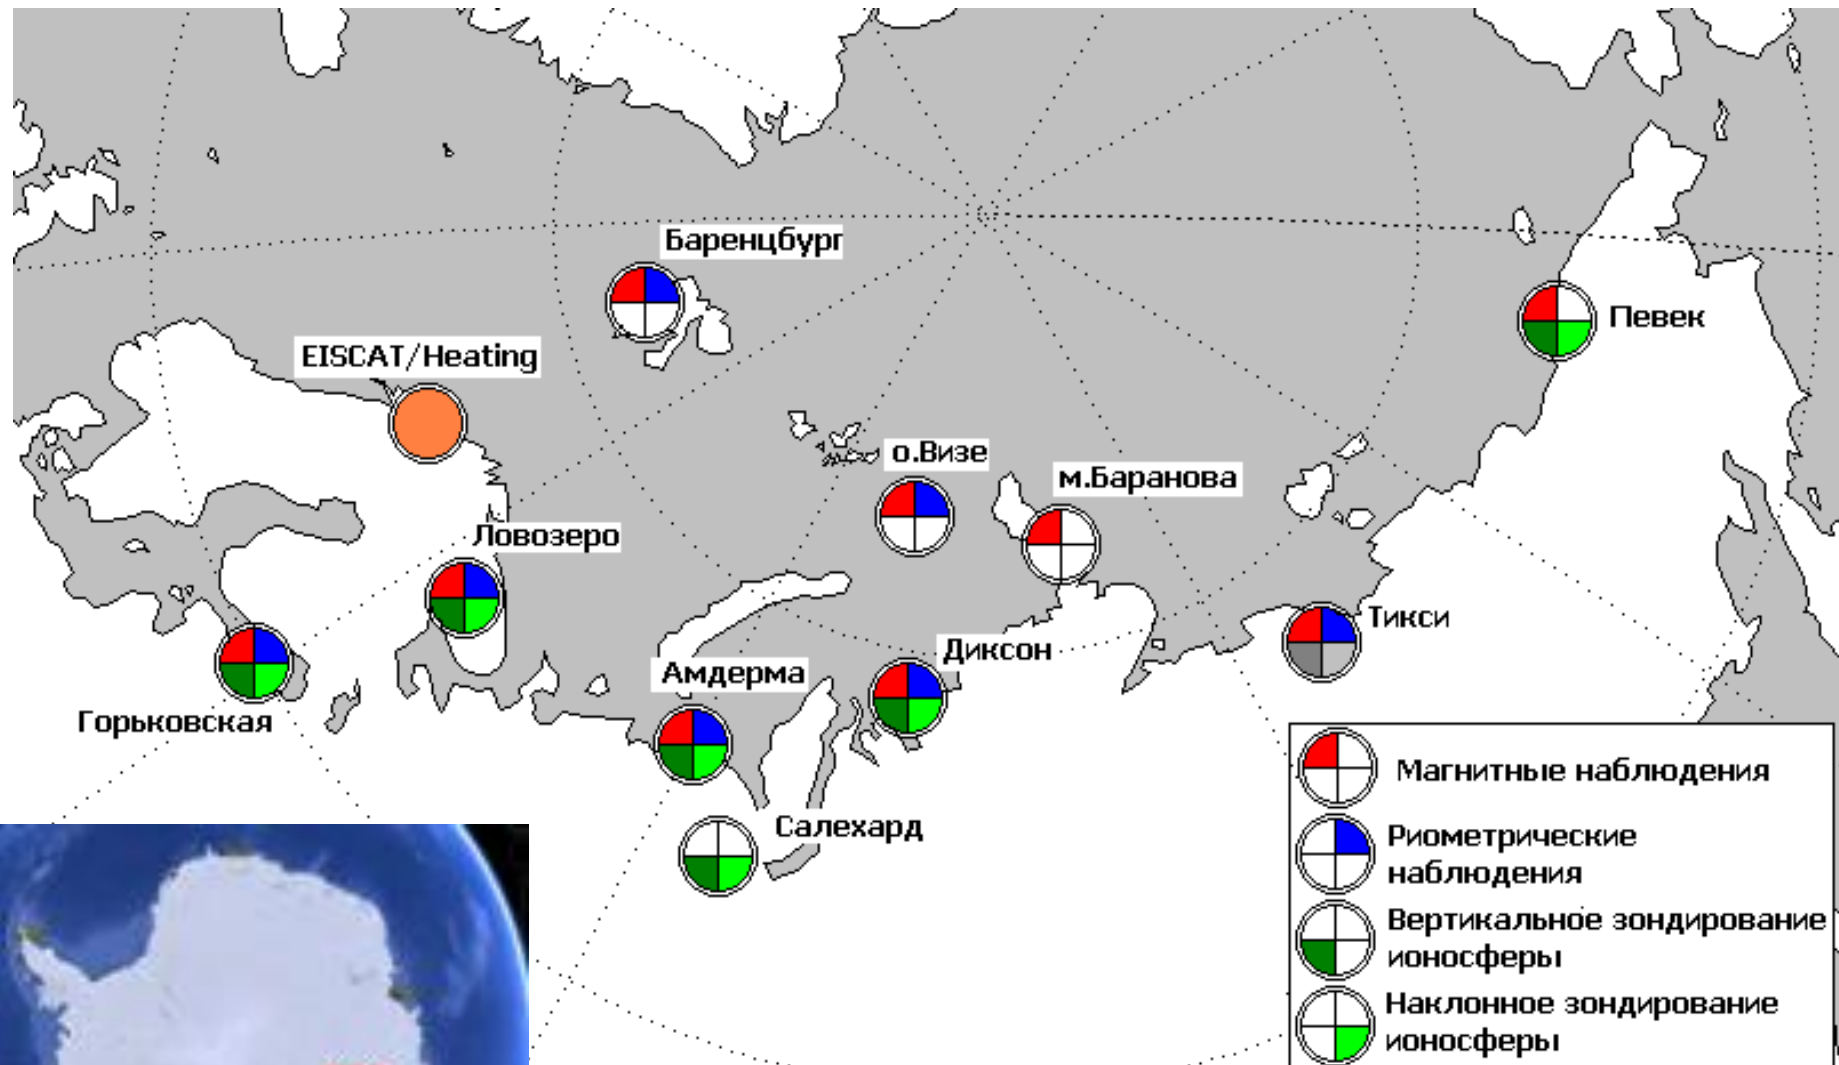 Баренцбург
Певек
EISCAT/Heating
о.Визе
м.Баранова
Ловозеро
Тикси
Диксон
Амдерма
Горьковская
Салехард
Магнитные наблюдения
Риометрические
наблюдения
Вертикальное зондирование
ионосферы
Наклонное зондирование
ионосферы